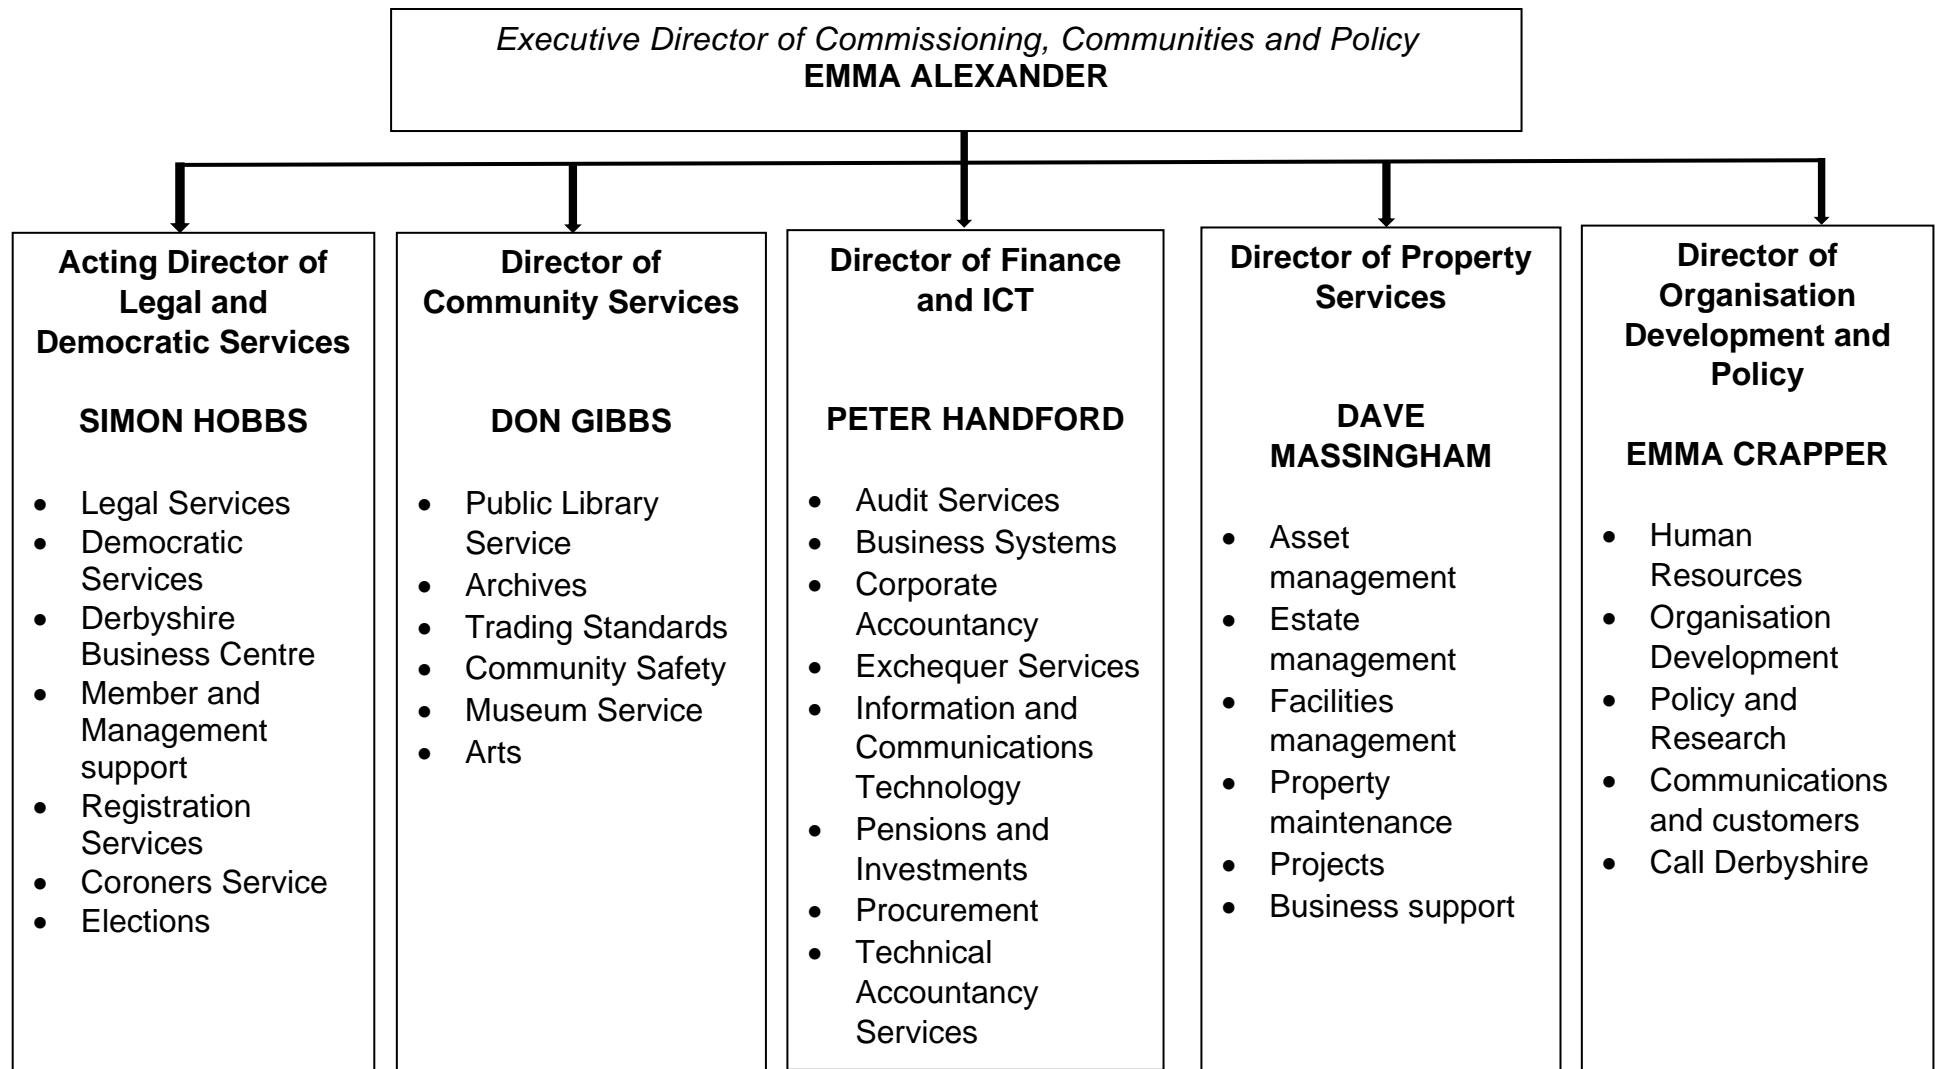 Executive Director of Commissioning, Communities and Policy
EMMA ALEXANDER
Acting Director of
Legal and
Democratic Services
SIMON HOBBS
• Legal Services
• Democratic
Services
• Derbyshire
Business Centre
• Member and
Management
support
• Registration
Services
• Coroners Service
• Elections
Director of
Community Services
DON GIBBS
• Public Library
Service
• Archives
• Trading Standards
• Community Safety
• Museum Service
• Arts
Director of Finance
and ICT
PETER HANDFORD
• Audit Services
• Business Systems
• Corporate
Accountancy
• Exchequer Services
• Information and
Communications
Technology
• Pensions and
Investments
• Procurement
• Technical
Accountancy
Services
Director of Property
Services
DAVE
MASSINGHAM
• Asset
management
• Estate
management
• Facilities
management
• Property
maintenance
• Projects
• Business support
Director of
Organisation
Development and
Policy
EMMA CRAPPER
• Human
Resources
• Organisation
Development
• Policy and
Research
• Communications
and customers
• Call Derbyshire